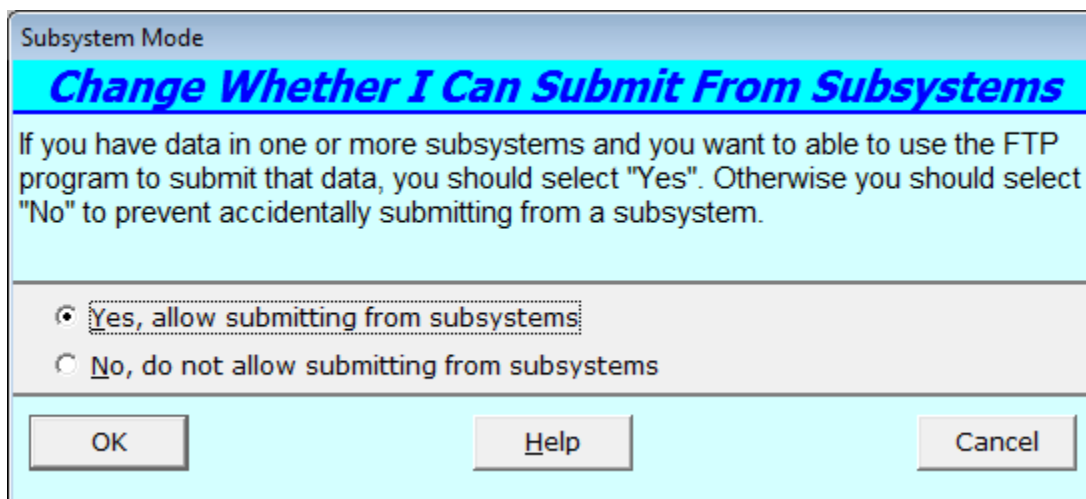 Subsystem Mode
Change Whether I Can Submit From Subsystems
If you have data in one or more subsystems and you want to able to use the FTP
program to submit that data, you should select "Yes". Otherwise you should select
"No" to prevent accidentally submitting from a subsystem.
Yes, allow submitting from subsystems
No, do not allow submitting from subsystems
OK Help Cancel